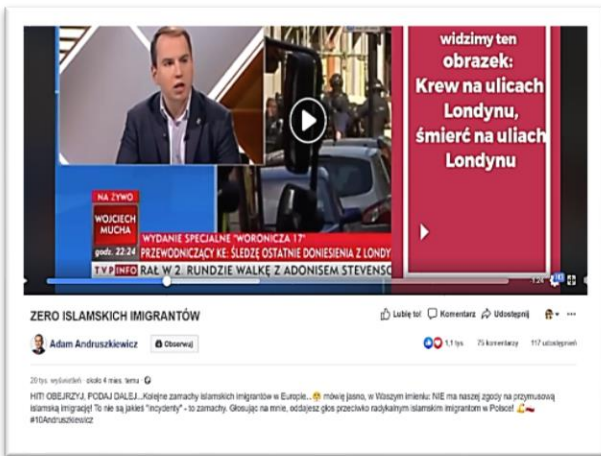 widzimy ten
obrazek:
Krew na ulicach
Londynu,
śmierć na uliach
Londynu
NA ŻYWO
WOJCIECH
MUCHA
godz. 22:24
WYDANIE SPECJALNE "WORONICZA 17"
PRZEWODNICZĄCY KE: ŚLEDZĘ OSTATNIE DONIESIENIA Z LONDY
TVP INFO RAŁ W 2. RUNDZIE WALKĘ Z ADONISEM STEVENSO
ZERO ISLAMSKICH IMIGRANTÓW
Lubię to! Komentarz Udostępnij
Adam Andruszkiewicz Obserwuj
1,1 tys. 75 komentarzy 117 udostępnień
20 tys. wyświetleń · około 4 mies. temu
HIT! OBEJRZYJ, PODAJ DALEJ...Kolejne zamachy islamskich imigrantów w Europie... mówię jasno, w Waszym imieniu: NIE ma naszej zgody na przymusową
islamską imigrację! To nie są jakieś "incydenty" - to zamachy. Głosując na mnie, oddajesz głos przeciwko radykalnym islamskim imigrantom w Polsce!
#10Andruszkiewicz